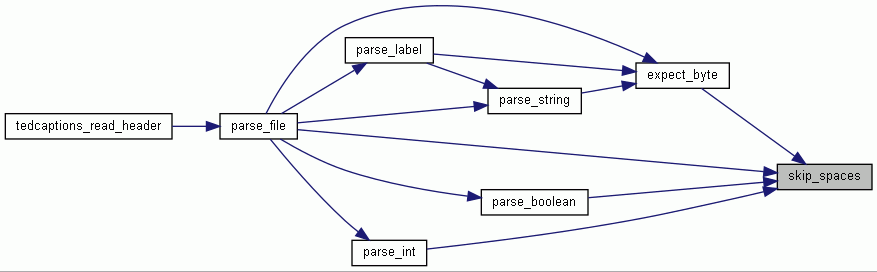 parse_label
expect_byte
parse_string
tedcaptions_read_header
parse_file
skip_spaces
parse_boolean
parse_int